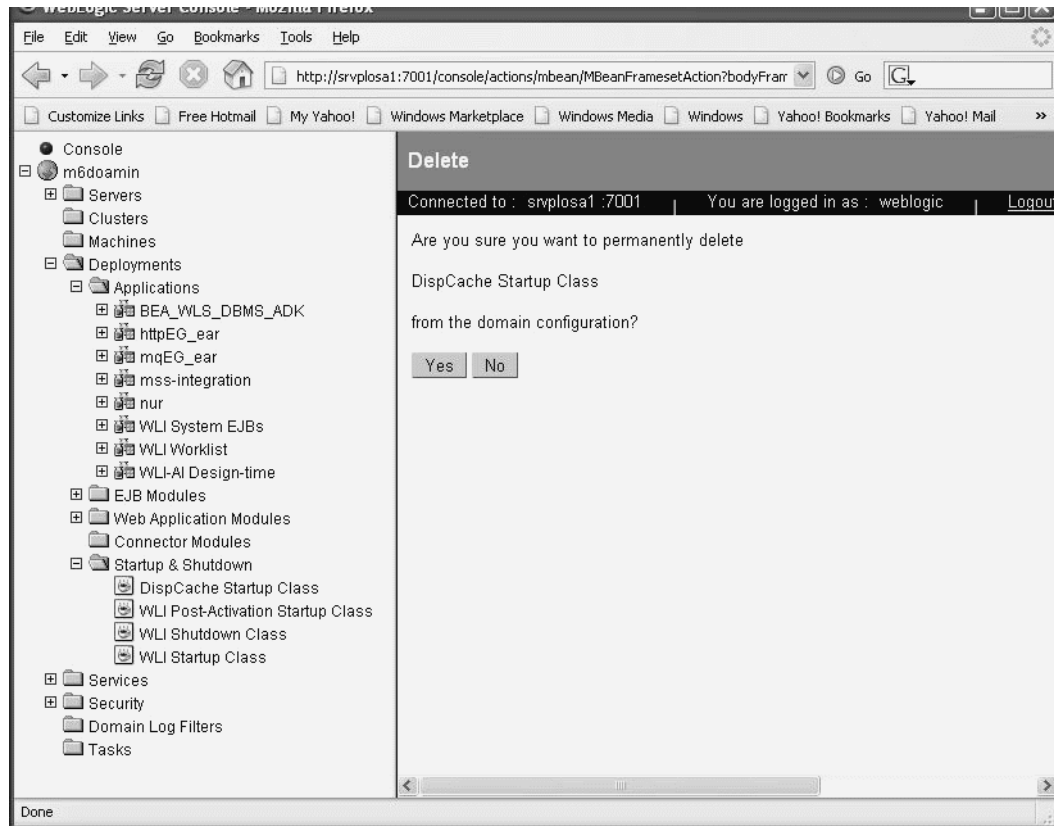 WebLogic Server Console - Mozilla Firefox
File Edit View Go Bookmarks Tools Help
http://srvplosa1:7001/console/actions/mbean/MBeanFramesetAction?bodyFram Go G
Customize Links Free Hotmail My Yahoo! Windows Marketplace Windows Media Windows Yahoo! Bookmarks Yahoo! Mail »
Console
m6doamin
Servers
Clusters
Machines
Deployments
Applications
BEA_WLS_DBMS_ADK
httpEG_ear
mqEG_ear
mss-integration
nur
WLI System EJBs
WLI Worklist
WLI-AI Design-time
EJB Modules
Web Application Modules
Connector Modules
Startup & Shutdown
DispCache Startup Class
WLI Post-Activation Startup Class
WLI Shutdown Class
WLI Startup Class
Services
Security
Domain Log Filters
Tasks
Delete
Connected to : srvplosa1 :7001 | You are logged in as : weblogic | Logout
Are you sure you want to permanently delete
DispCache Startup Class
from the domain configuration?
Yes No
Done